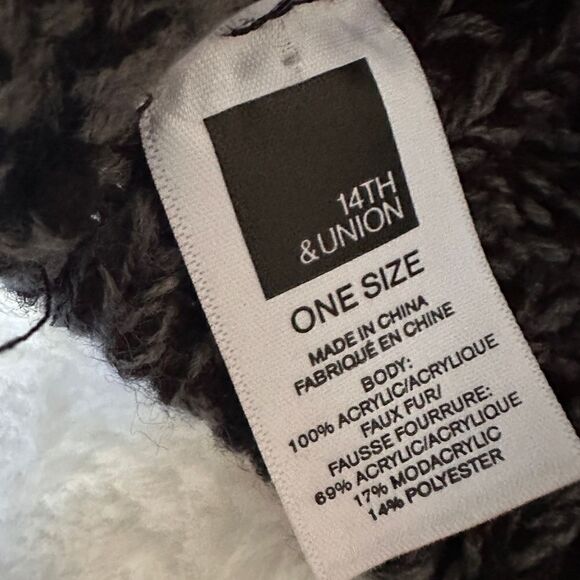 14TH
& UNION
ONE SIZE
MADE IN CHINA
FABRIQUÉ EN CHINE
BODY:
100% ACRYLIC/ACRYLIQUE
FAUX FUR/
FAUSSE FOURRURE:
69% ACRYLIC/ACRYLIQUE
17% MODACRYLIC
14% POLYESTER